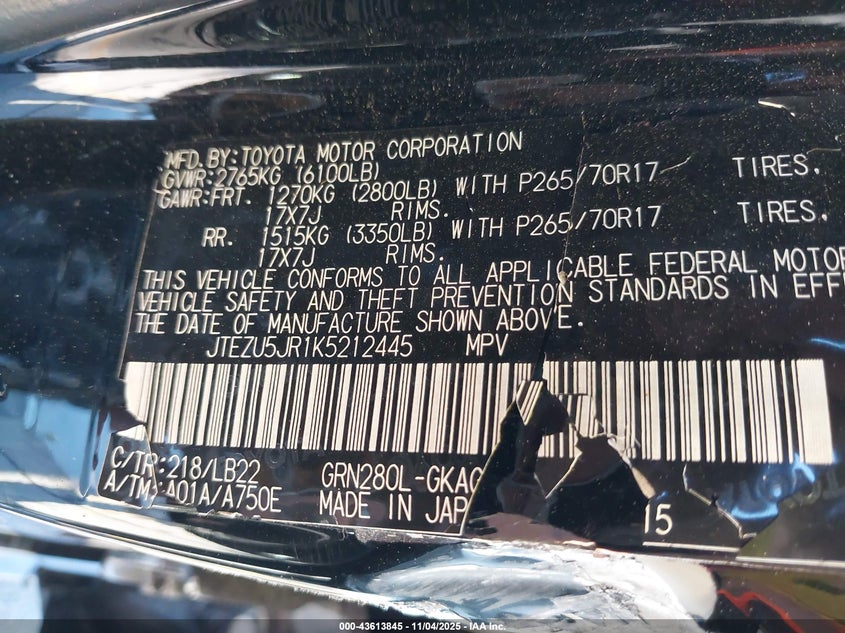 MFD.BY:TOYOTA MOTOR CORPORATION
GVWR:2765KG (6100LB)
GAWR:FRT. 1270KG (2800LB) WITH P265/70R17 TIRES,
17X7J RIMS.
RR. 1515KG (3350LB) WITH P265/70R17 TIRES,
17X7J RIMS.
THIS VEHICLE CONFORMS TO ALL APPLICABLE FEDERAL MOTOR
VEHICLE SAFETY AND THEFT PREVENTION STANDARDS IN EFF
THE DATE OF MANUFACTURE SHOWN ABOVE.
JTEZU5JR1K5212445 MPV
C/TR:218/LB22 GRN280L-GKAG
A/TM:A01A/A750E MADE IN JAP 15
000-43613845 - 11/04/2025 - IAA Inc.